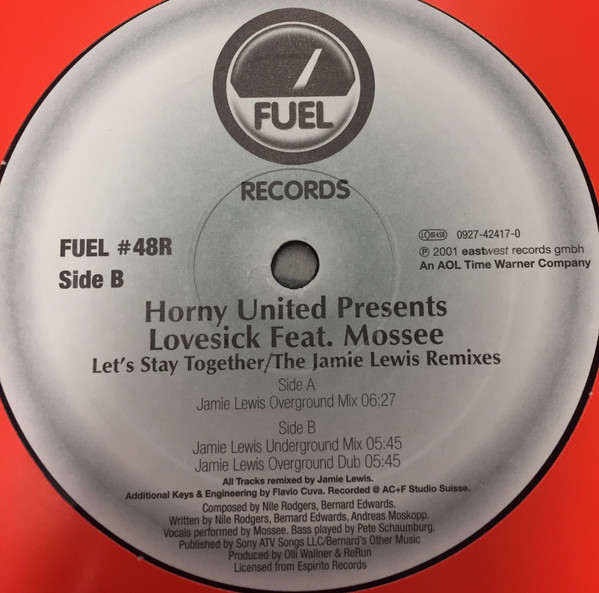 FUEL
RECORDS
FUEL #48R
Side B
LC 01450 0927-42417-0
℗ 2001 eastwest records gmbh
An AOL Time Warner Company
Horny United Presents
Lovesick Feat. Mossee
Let's Stay Together/The Jamie Lewis Remixes
Side A
Jamie Lewis Overground Mix 06:27
Side B
Jamie Lewis Underground Mix 05:45
Jamie Lewis Overground Dub 05:45
All Tracks remixed by Jamie Lewis.
Additional Keys & Engineering by Flavio Cuva. Recorded @ AC+F Studio Suisse.
Composed by Nile Rodgers, Bernard Edwards.
Written by Nile Rodgers, Bernard Edwards, Andreas Moskopp.
Vocals performed by Mossee. Bass played by Pete Schaumburg.
Published by Sony ATV Songs LLC/Bernard's Other Music
Produced by Olli Wallner & ReRun
Licensed from Espirito Records